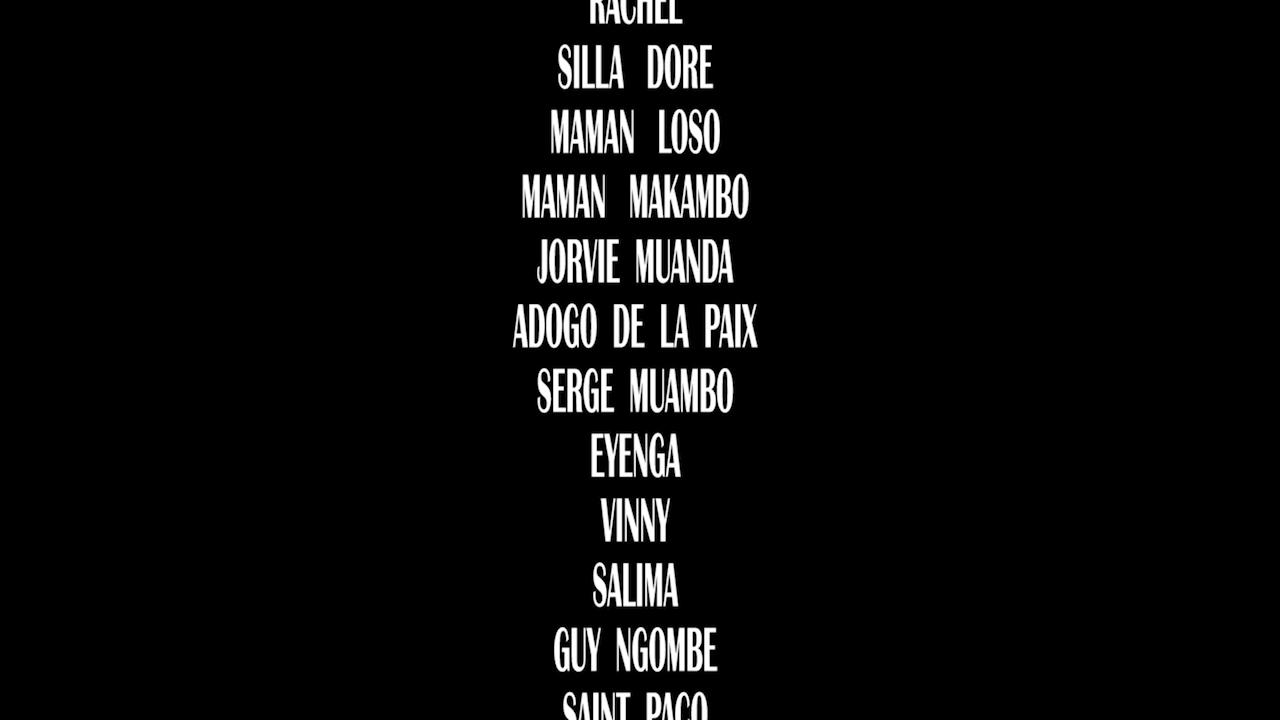 RACHEL
SILLA DORE
MAMAN LOSO
MAMAN MAKAMBO
JORVIE MUANDA
ADOGO DE LA PAIX
SERGE MUAMBO
EYENGA
VINNY
SALIMA
GUY NGOMBE
SAINT PACO